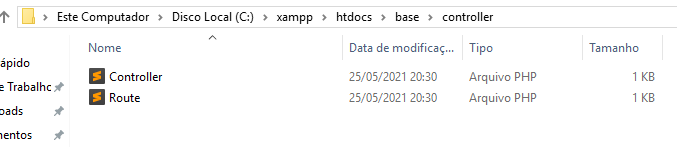 Este Computador > Disco Local (C:) > xampp > htdocs > base > controller
Nome Data de modificaç... Tipo Tamanho
ápido
e Trabalho
oads
mentos
Controller 25/05/2021 20:30 Arquivo PHP 1 KB
Route 25/05/2021 20:30 Arquivo PHP 1 KB